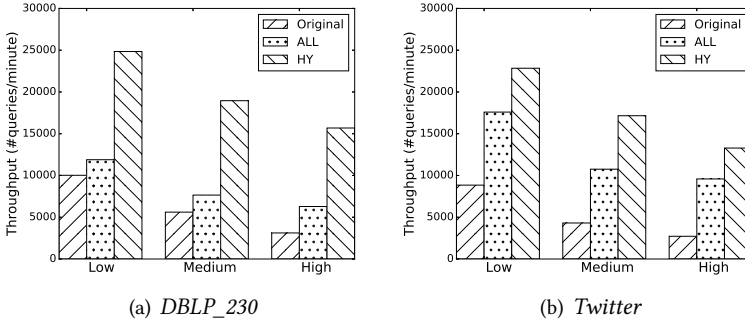 30000
25000
20000
15000
10000
5000
0
Throughput (#queries/minute)
Original
ALL
HY
Low Medium High
(a) DBLP_230
30000
25000
20000
15000
10000
5000
0
Throughput (#queries/minute)
Original
ALL
HY
Low Medium High
(b) Twitter